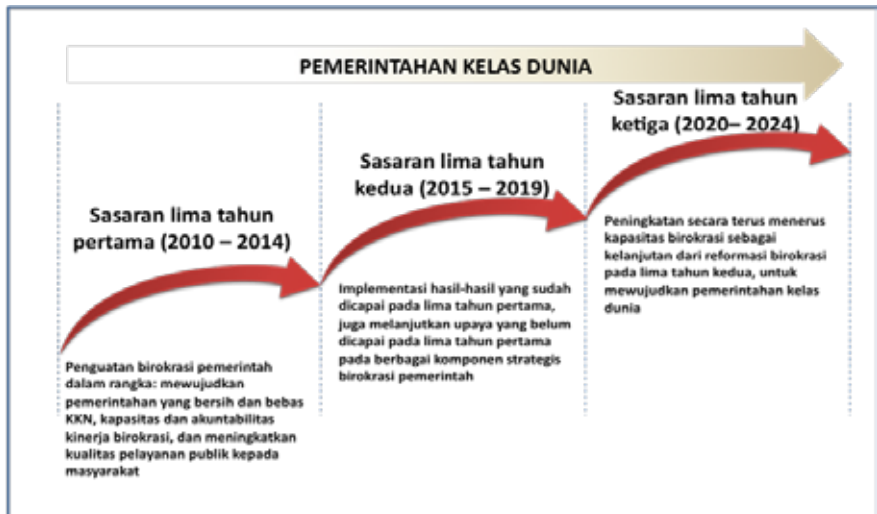 PEMERINTAHAN KELAS DUNIA
Sasaran lima tahun
pertama (2010 – 2014)
Penguatan birokrasi pemerintah
dalam rangka: mewujudkan
pemerintahan yang bersih dan bebas
KKN, kapasitas dan akuntabilitas
kinerja birokrasi, dan meningkatkan
kualitas pelayanan publik kepada
masyarakat
Sasaran lima tahun
kedua (2015 – 2019)
Implementasi hasil-hasil yang sudah
dicapai pada lima tahun pertama,
juga melanjutkan upaya yang belum
dicapai pada lima tahun pertama
pada berbagai komponen strategis
birokrasi pemerintah
Sasaran lima tahun
ketiga (2020– 2024)
Peningkatan secara terus menerus
kapasitas birokrasi sebagai
kelanjutan dari reformasi birokrasi
pada lima tahun kedua, untuk
mewujudkan pemerintahan kelas
dunia